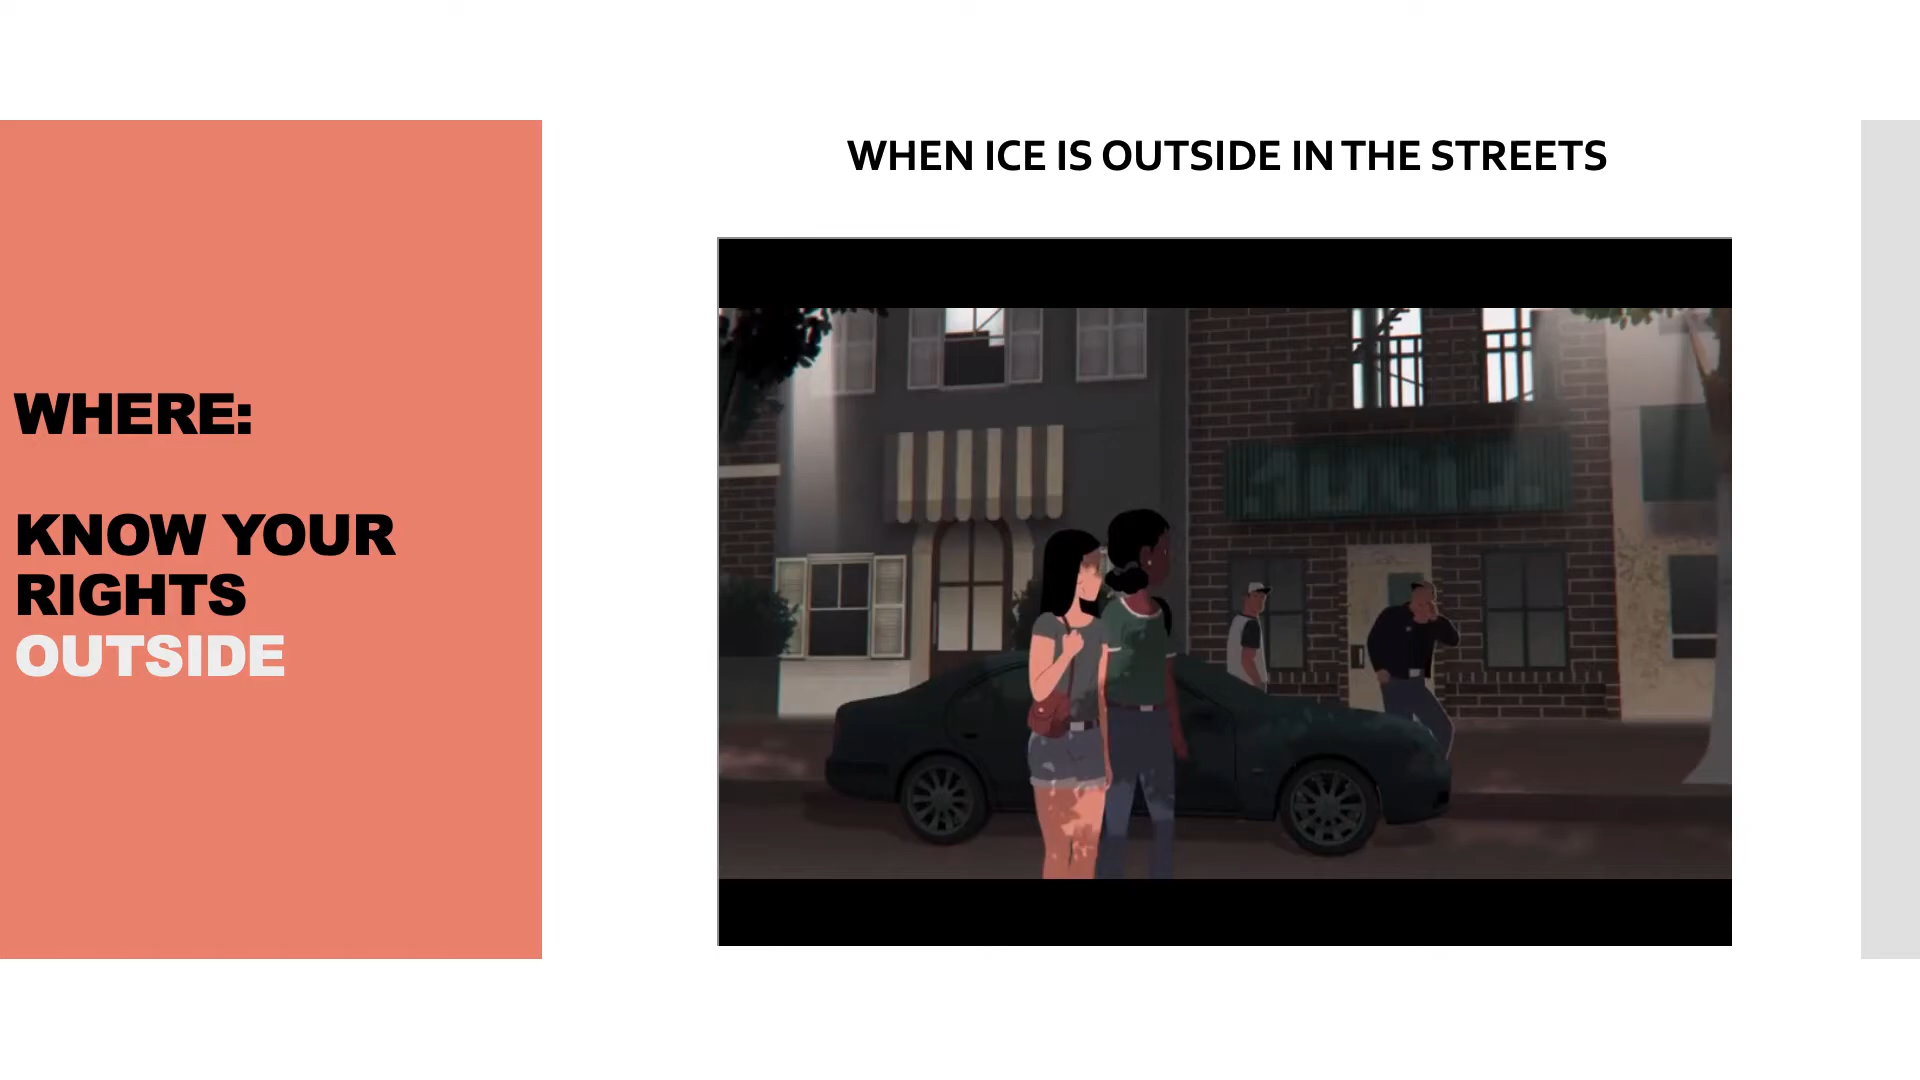 WHERE:
KNOW YOUR
RIGHTS
OUTSIDE
WHEN ICE IS OUTSIDE IN THE STREETS